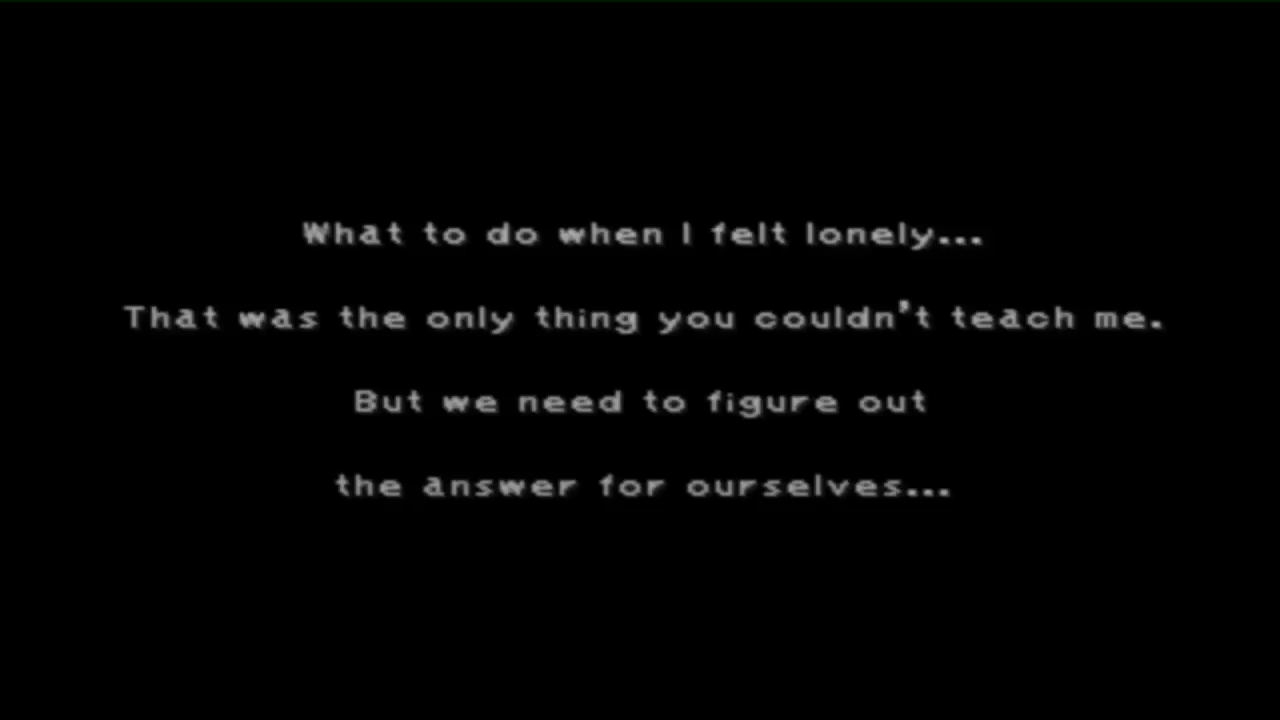 What to do when I felt lonely...
That was the only thing you couldn't teach me.
But we need to figure out
the answer for ourselves...